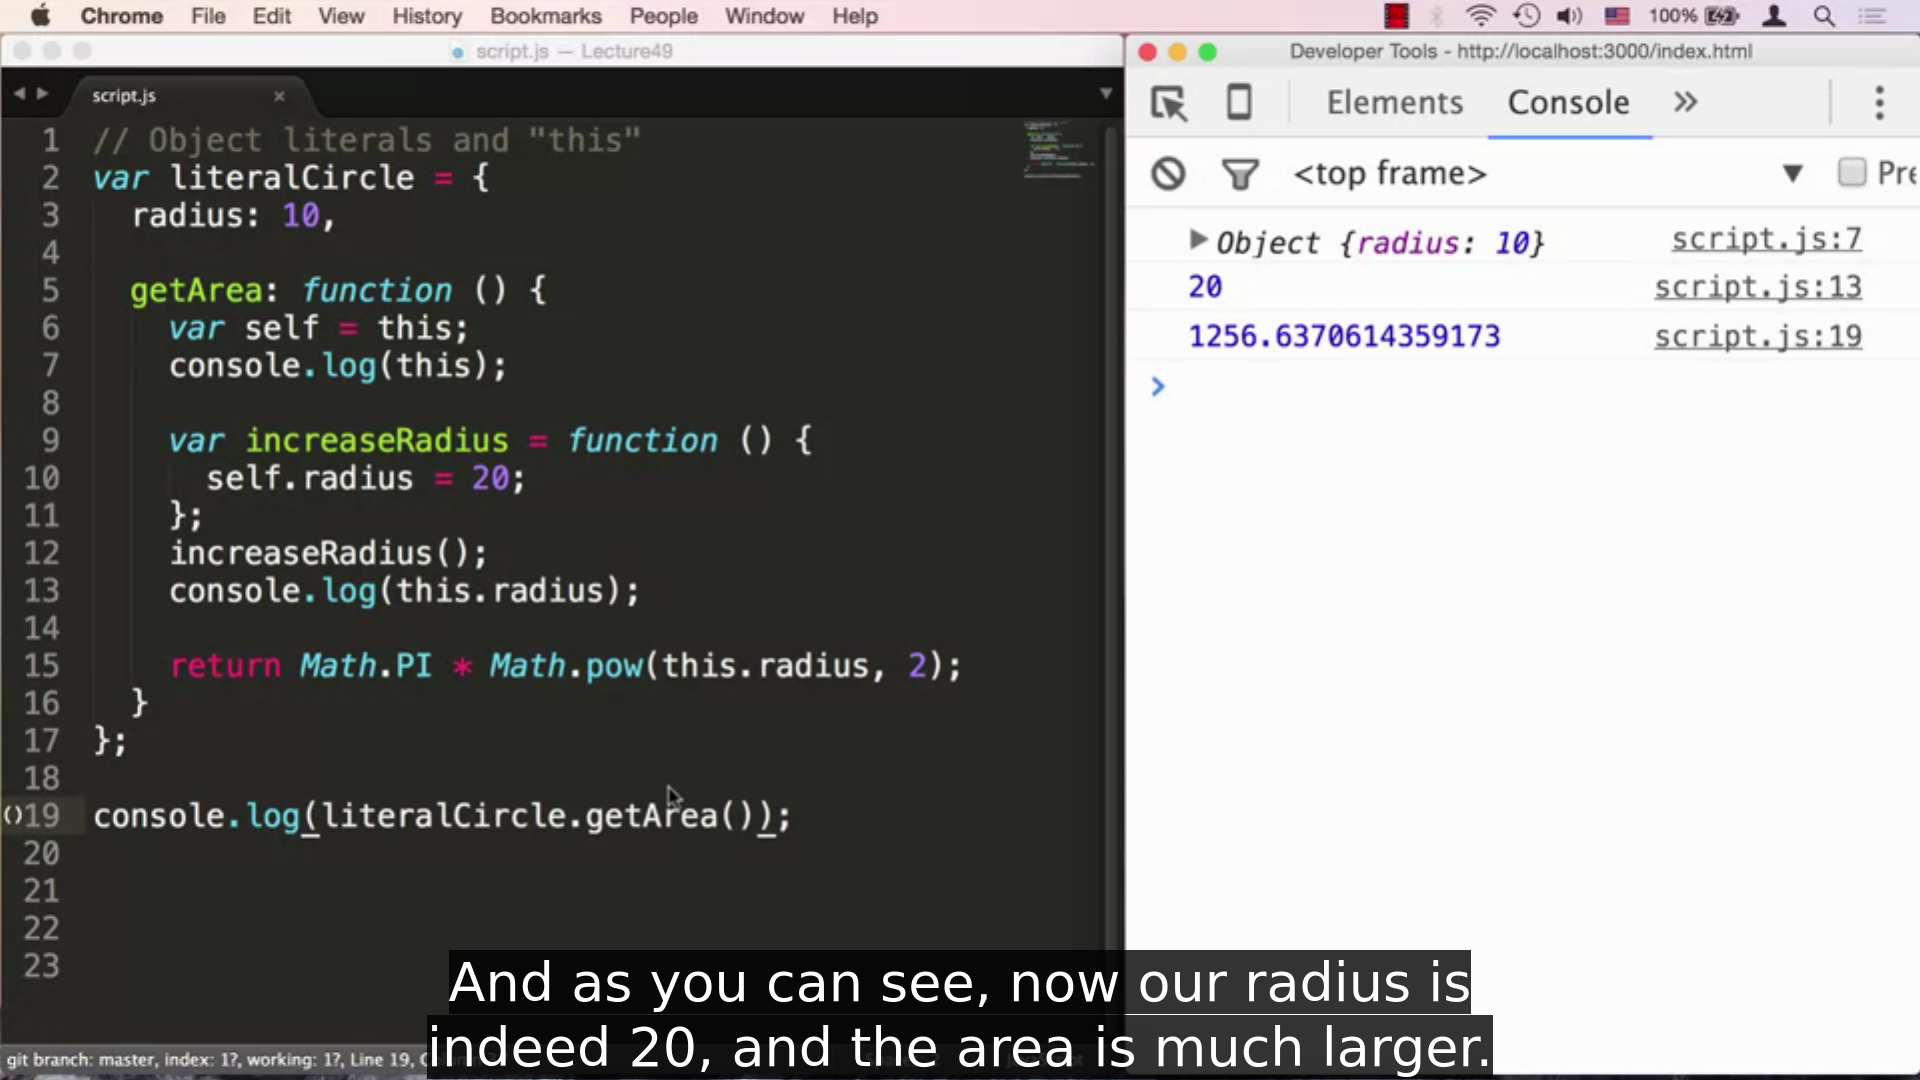 Chrome File Edit View History Bookmarks People Window Help 100%
script.js — Lecture49
script.js ×
1 // Object literals and "this"
2 var literalCircle = {
3 radius: 10,
4
5 getArea: function () {
6 var self = this;
7 console.log(this);
8
9 var increaseRadius = function () {
10 self.radius = 20;
11 };
12 increaseRadius();
13 console.log(this.radius);
14
15 return Math.PI * Math.pow(this.radius, 2);
16 }
17 };
18
19 console.log(literalCircle.getArea());
20
21
22
23
git branch: master, index: 1?, working: 1?, Line 19,
Developer Tools - http://localhost:3000/index.html
Elements Console »
<top frame> Pre
Object {radius: 10} script.js:7
20 script.js:13
1256.6370614359173 script.js:19
And as you can see, now our radius is
indeed 20, and the area is much larger.